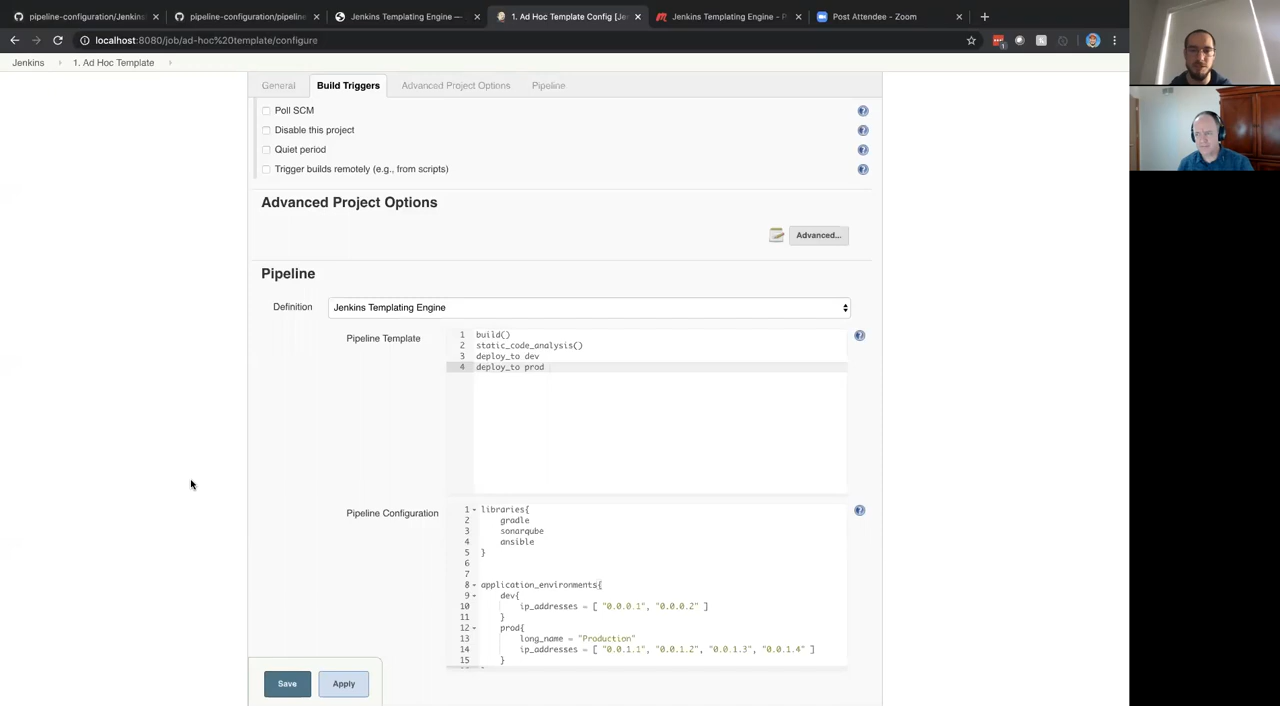 pipeline-configuration/Jenkins
pipeline-configuration/pipeline
Jenkins Templating Engine —
1. Ad Hoc Template Config [Je
Jenkins Templating Engine - P
Post Attendee - Zoom
localhost:8080/job/ad-hoc%20template/configure
Jenkins
1. Ad Hoc Template
General
Build Triggers
Advanced Project Options
Pipeline
Poll SCM
Disable this project
Quiet period
Trigger builds remotely (e.g., from scripts)
Advanced Project Options
Advanced...
Pipeline
Definition
Jenkins Templating Engine
Pipeline Template
1 build()
2 static_code_analysis()
3 deploy_to dev
4 deploy_to prod
Pipeline Configuration
1 libraries{
2 gradle
3 sonarqube
4 ansible
5 }
6
7
8 application_environments{
9 dev{
10 ip_addresses = [ "0.0.0.1", "0.0.0.2" ]
11 }
12 prod{
13 long_name = "Production"
14 ip_addresses = [ "0.0.1.1", "0.0.1.2", "0.0.1.3", "0.0.1.4" ]
15 }
Save
Apply